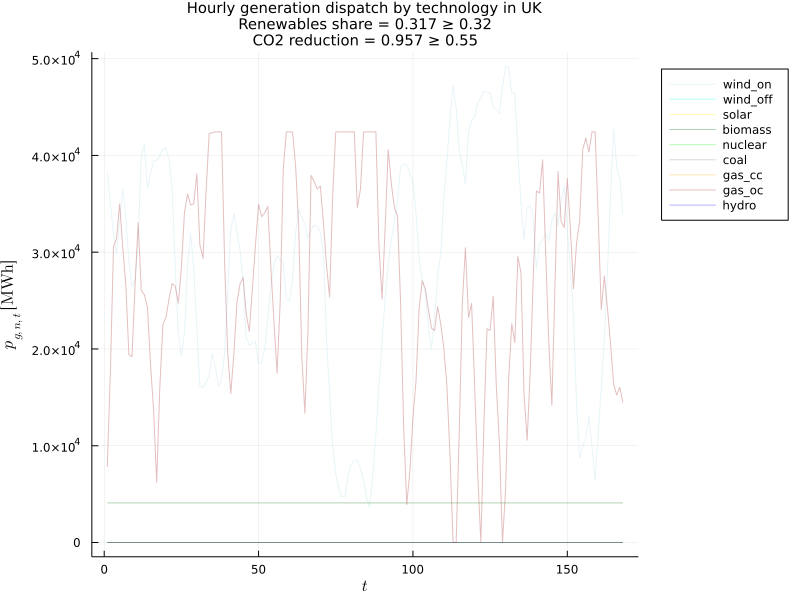 Hourly generation dispatch by technology in UK
Renewables share = 0.317 ≥ 0.32
CO2 reduction = 0.957 ≥ 0.55
5.0×10⁴
4.0×10⁴
3.0×10⁴
2.0×10⁴
1.0×10⁴
0
p_{g,n,t} [MWh]
0 50 100 150
t
wind_on
wind_off
solar
biomass
nuclear
coal
gas_cc
gas_oc
hydro